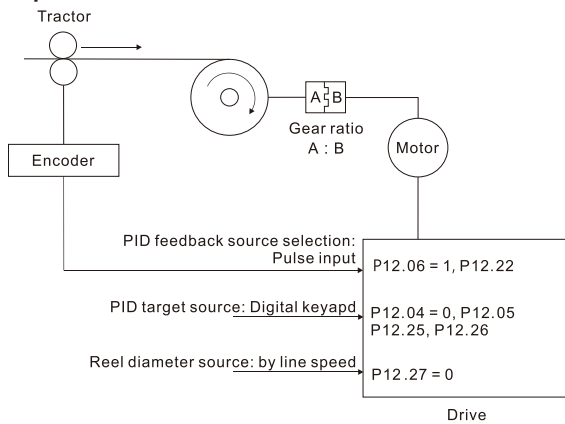 Tractor
A B
Gear ratio
A : B
Motor
Encoder
PID feedback source selection:
Pulse input
P12.06 = 1, P12.22
PID target source: Digital keyapd
P12.04 = 0, P12.05
P12.25, P12.26
Reel diameter source: by line speed
P12.27 = 0
Drive